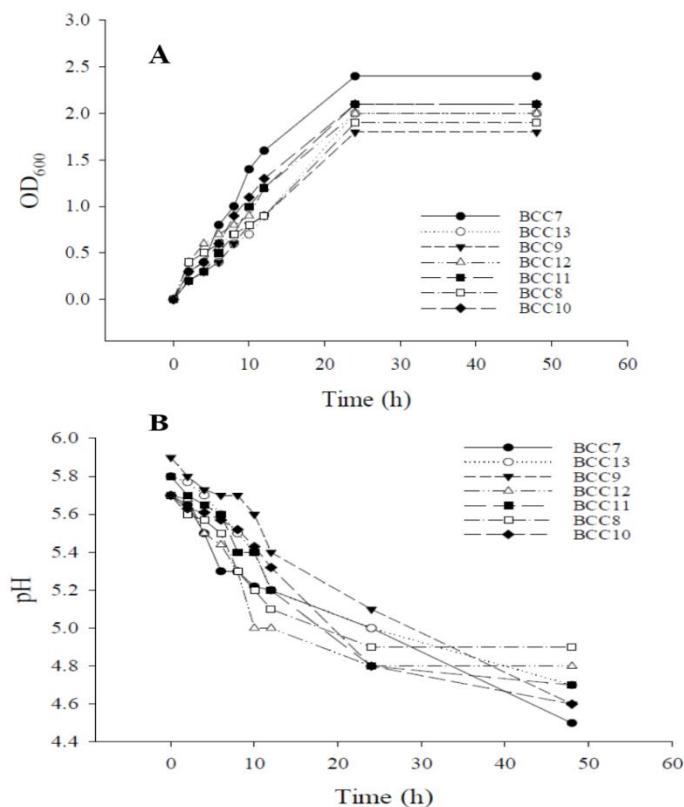 A
3.0
2.5
2.0
1.5
1.0
0.5
0.0
OD600
BCC7
BCC13
BCC9
BCC12
BCC11
BCC8
BCC10
0 10 20 30 40 50 60
Time (h)
B
6.0
5.8
5.6
5.4
5.2
5.0
4.8
4.6
4.4
pH
BCC7
BCC13
BCC9
BCC12
BCC11
BCC8
BCC10
0 10 20 30 40 50 60
Time (h)